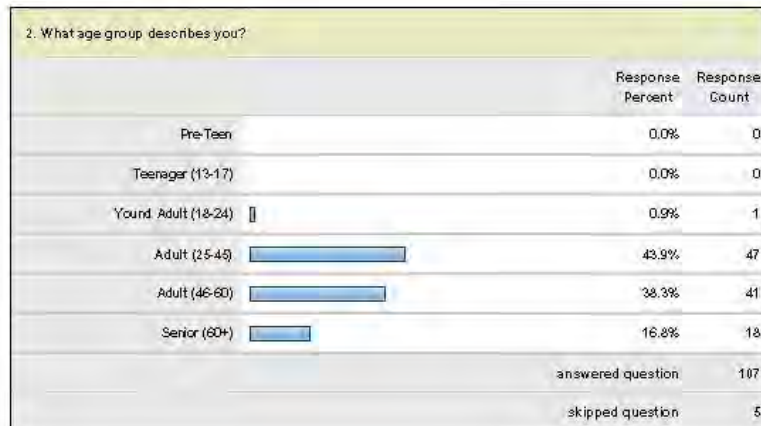 2. What age group describes you?
Response Percent Response Count
Pre-Teen 0.0% 0
Teenager (13-17) 0.0% 0
Yound Adult (18-24) 0.9% 1
Adult (25-45) 43.9% 47
Adult (46-60) 38.3% 41
Senior (60+) 16.8% 18
answered question 107
skipped question 5